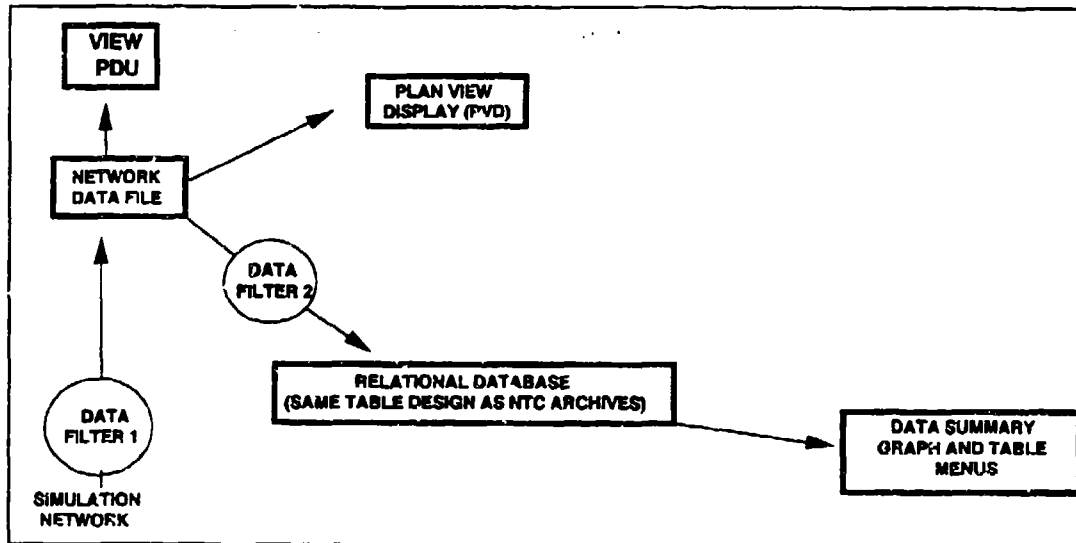 VIEW
PDU
PLAN VIEW
DISPLAY (PVD)
NETWORK
DATA FILE
DATA
FILTER 2
RELATIONAL DATABASE
(SAME TABLE DESIGN AS NTC ARCHIVES)
DATA
FILTER 1
DATA SUMMARY
GRAPH AND TABLE
MENUS
SIMULATION
NETWORK